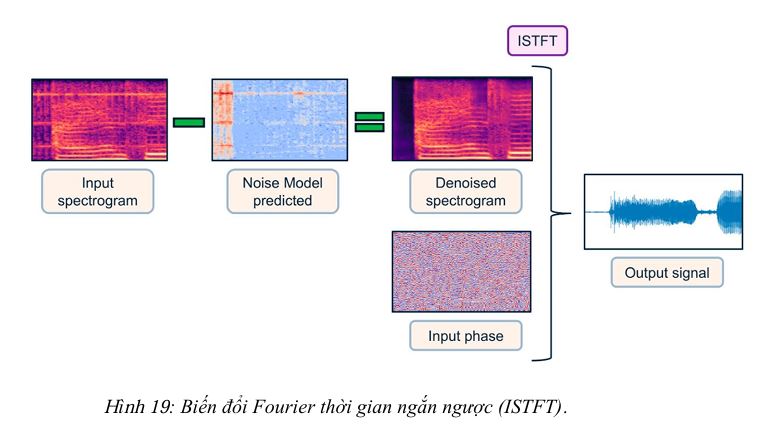 ISTFT
Input
spectrogram
Noise Model
predicted
Denoised
spectrogram
Input phase
Output signal
Hình 19: Biến đổi Fourier thời gian ngắn ngược (ISTFT).